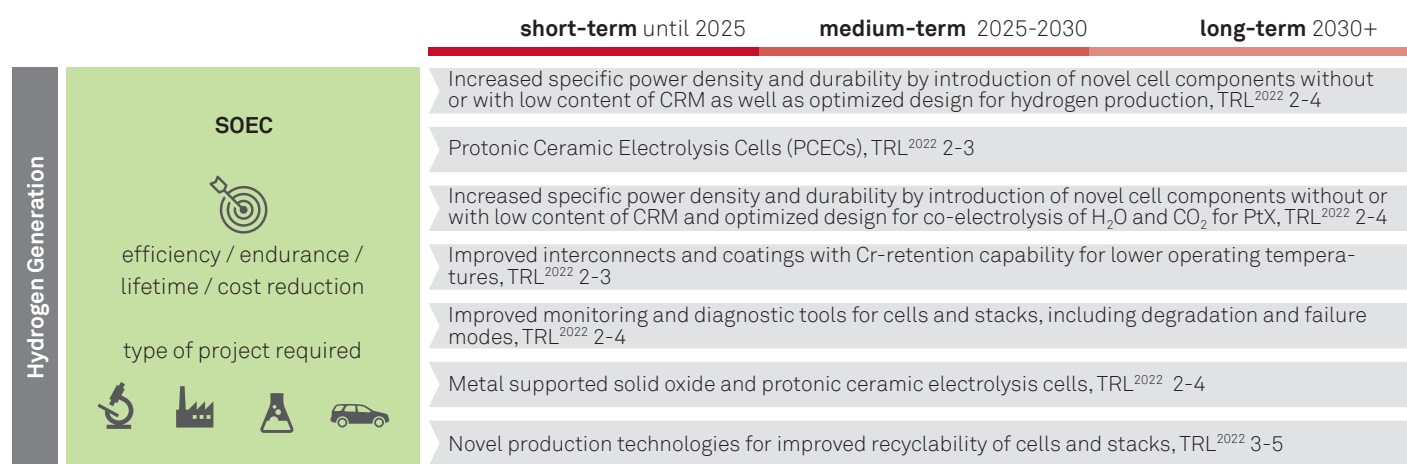 short-term until 2025 medium-term 2025-2030 long-term 2030+
Hydrogen Generation
SOEC
efficiency / endurance /
lifetime / cost reduction
type of project required
Increased specific power density and durability by introduction of novel cell components without
or with low content of CRM as well as optimized design for hydrogen production, TRL²⁰²² 2-4
Protonic Ceramic Electrolysis Cells (PCECs), TRL²⁰²² 2-3
Increased specific power density and durability by introduction of novel cell components without or
with low content of CRM and optimized design for co-electrolysis of H₂O and CO₂ for PtX, TRL²⁰²² 2-4
Improved interconnects and coatings with Cr-retention capability for lower operating tempera-
tures, TRL²⁰²² 2-3
Improved monitoring and diagnostic tools for cells and stacks, including degradation and failure
modes, TRL²⁰²² 2-4
Metal supported solid oxide and protonic ceramic electrolysis cells, TRL²⁰²² 2-4
Novel production technologies for improved recyclability of cells and stacks, TRL²⁰²² 3-5